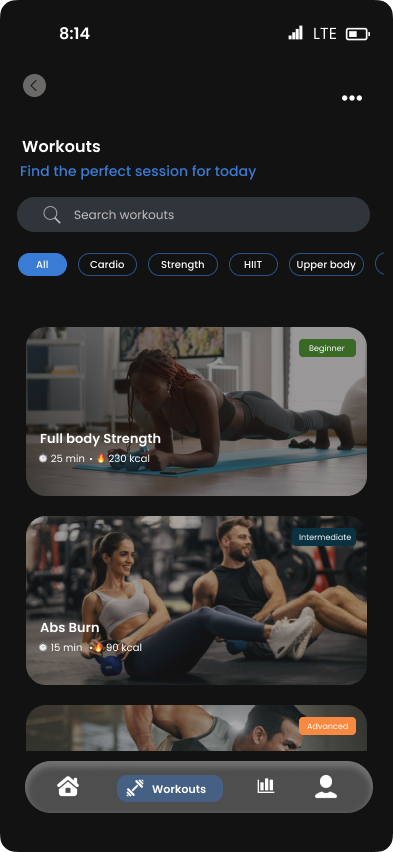 8:14 LTE
Workouts
Find the perfect session for today
Search workouts
All Cardio Strength HIIT Upper body
Beginner
Full body Strength
25 min • 230 kcal
Intermediate
Abs Burn
15 min • 90 kcal
Advanced
Workouts